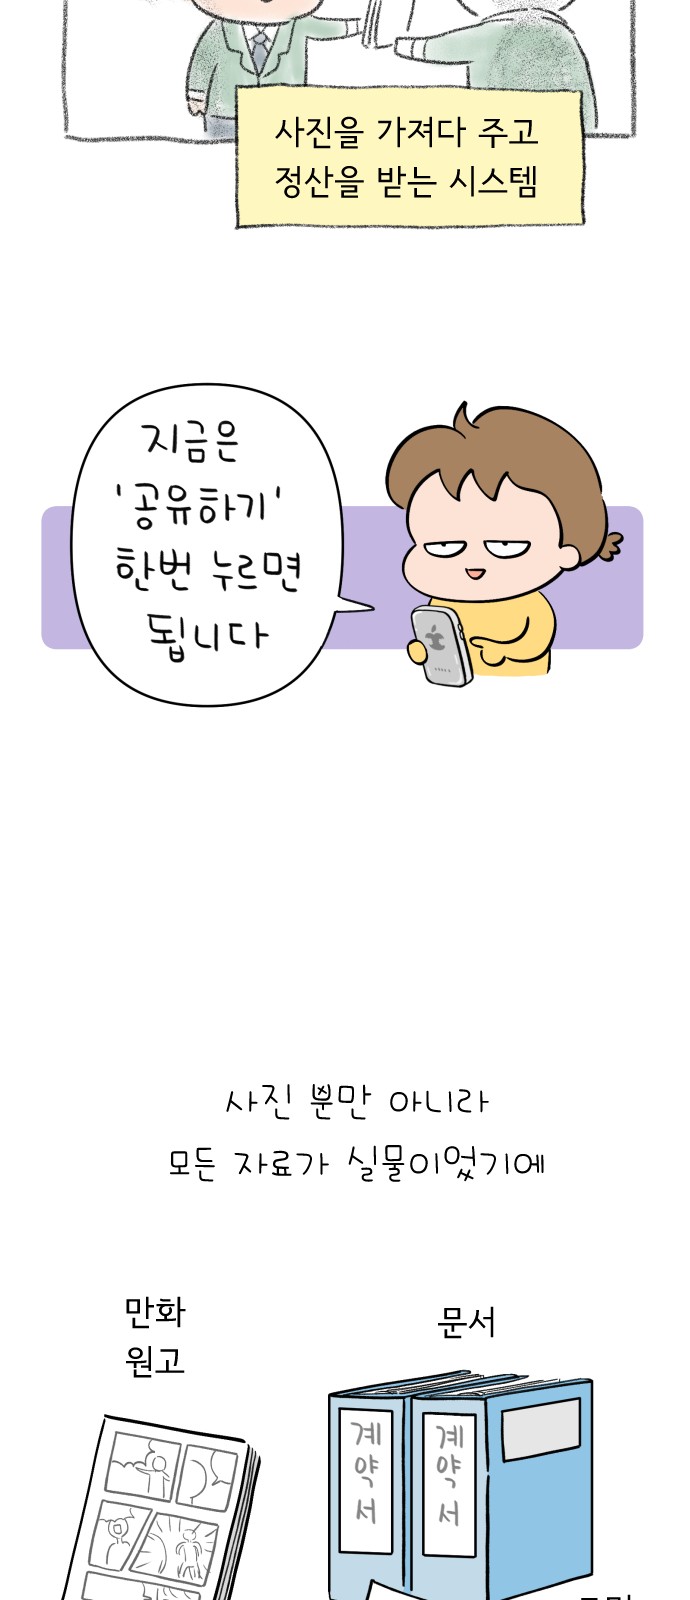 사진을 가져다 주고
정산을 받는 시스템
지금은
'공유하기'
한번 누르면
됩니다
사진 뿐만 아니라
모든 자료가 실물이었기에
만화
원고
문서
계약서
계약서